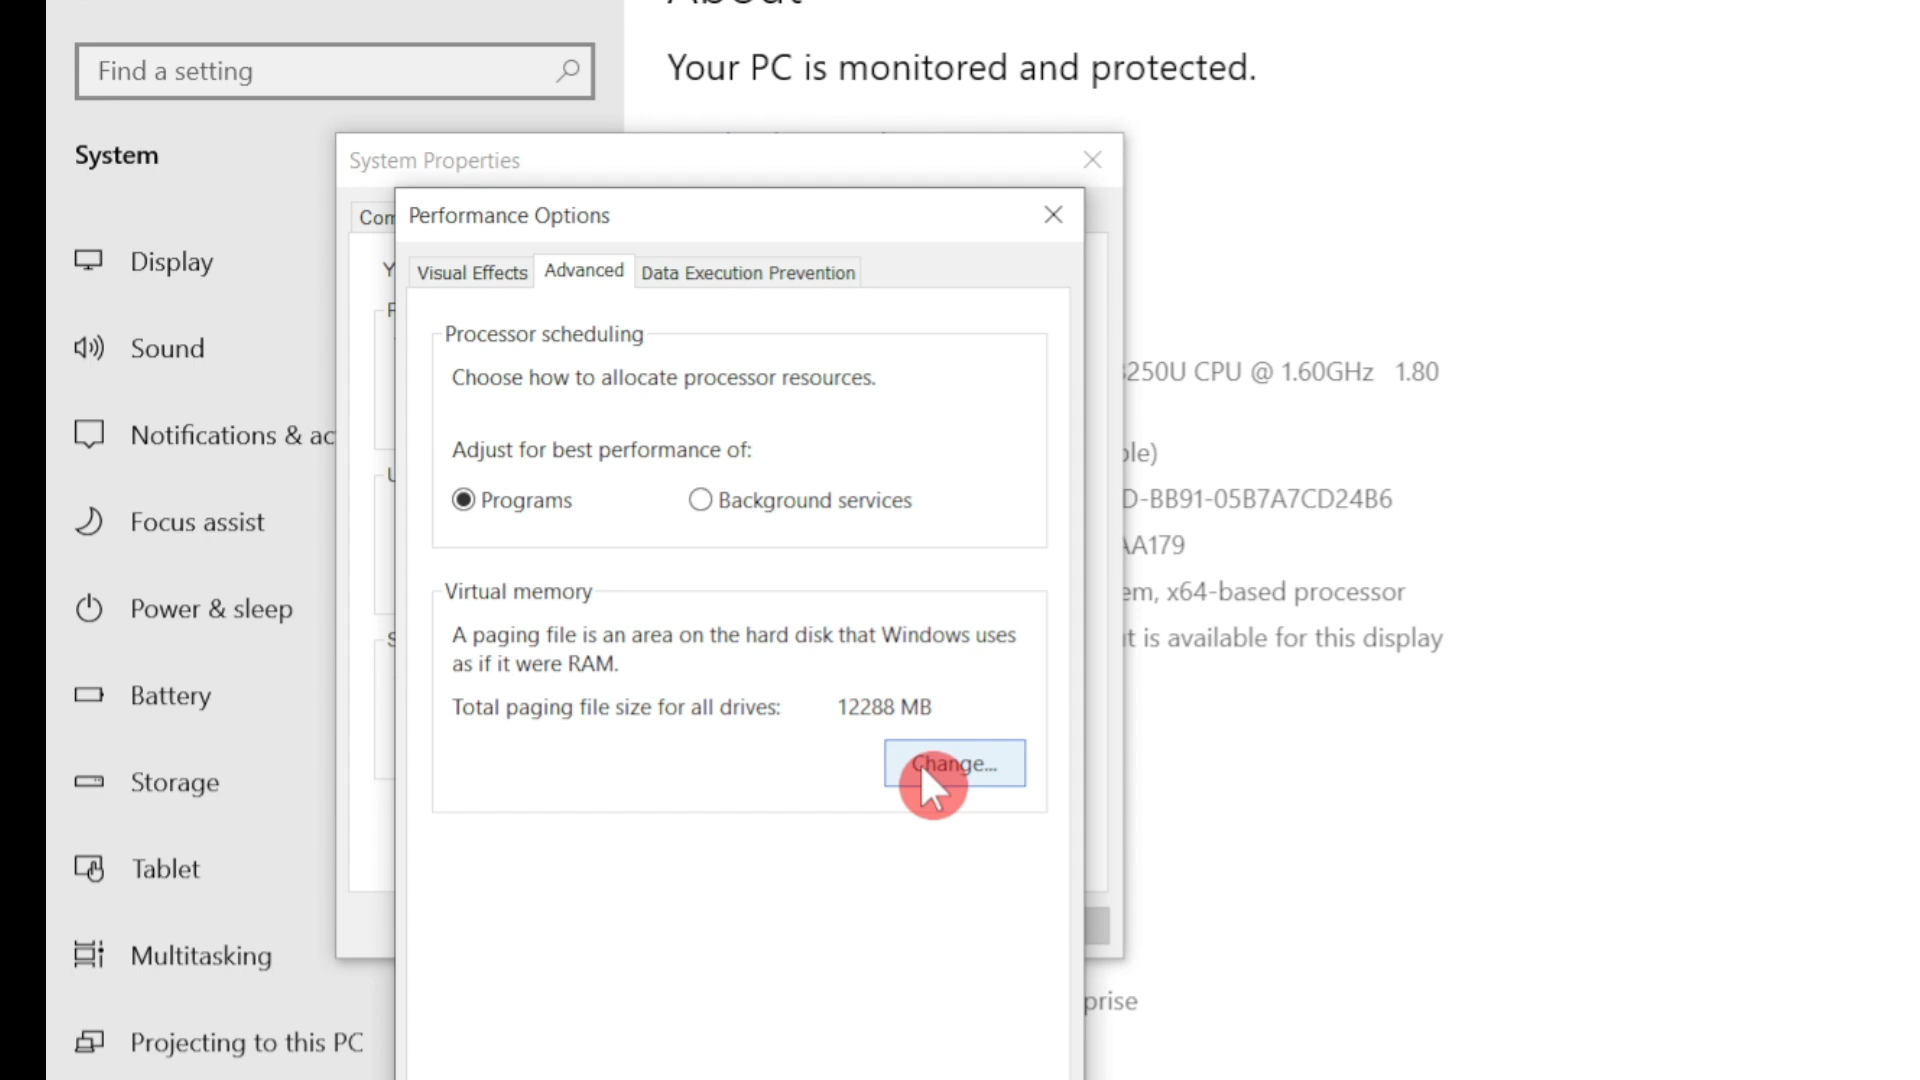 Your PC is monitored and protected.
Find a setting
System
Display
Sound
Notifications & ac
Focus assist
Power & sleep
Battery
Storage
Tablet
Multitasking
Projecting to this PC
System Properties
Performance Options
Visual Effects
Advanced
Data Execution Prevention
Processor scheduling
Choose how to allocate processor resources.
Adjust for best performance of:
Programs
Background services
Virtual memory
A paging file is an area on the hard disk that Windows uses
as if it were RAM.
Total paging file size for all drives: 12288 MB
Change...
250U CPU @ 1.60GHz 1.80
ble)
D-BB91-05B7A7CD24B6
AA179
em, x64-based processor
t is available for this display
prise